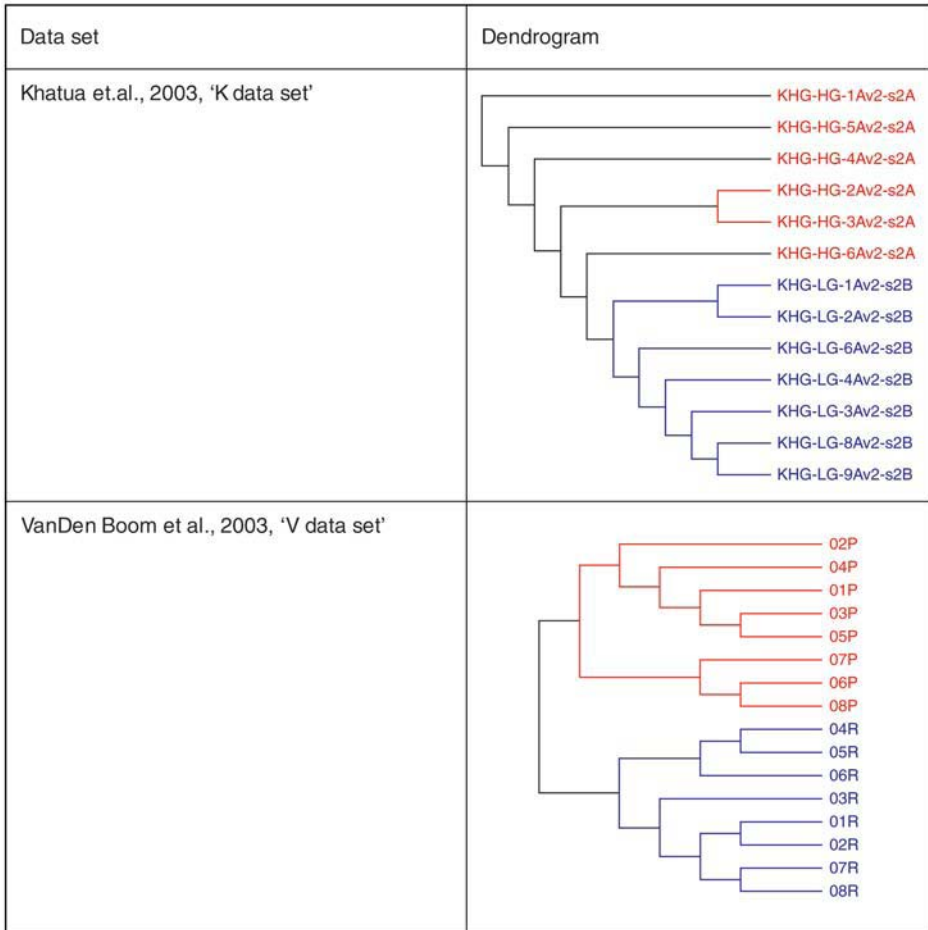 Data set
Dendrogram
Khatua et.al., 2003, ‘K data set’
KHG-HG-1Av2-s2A
KHG-HG-5Av2-s2A
KHG-HG-4Av2-s2A
KHG-HG-2Av2-s2A
KHG-HG-3Av2-s2A
KHG-HG-6Av2-s2A
KHG-LG-1Av2-s2B
KHG-LG-2Av2-s2B
KHG-LG-6Av2-s2B
KHG-LG-4Av2-s2B
KHG-LG-3Av2-s2B
KHG-LG-8Av2-s2B
KHG-LG-9Av2-s2B
VanDen Boom et al., 2003, ‘V data set’
02P
04P
01P
03P
05P
07P
06P
08P
04R
05R
06R
03R
01R
02R
07R
08R